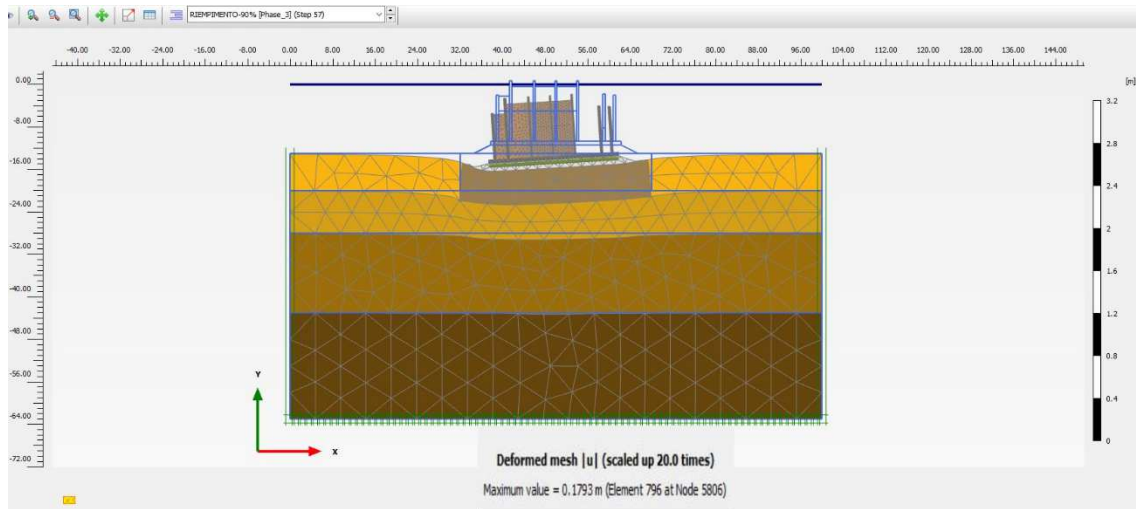 RIEMPIMENTO-90% [Phase_3] (Step 57)
-40.00 -32.00 -24.00 -16.00 -8.00 0.00 8.00 16.00 24.00 32.00 40.00 48.00 56.00 64.00 72.00 80.00 88.00 96.00 104.00 112.00 120.00 128.00 136.00 144.00
[m]
0.00
-8.00
-16.00
-24.00
-32.00
-40.00
-48.00
-56.00
-64.00
-72.00
3.2
2.8
2.4
2
1.6
1.2
0.8
0.4
0
Y
x
Deformed mesh |u| (scaled up 20.0 times)
Maximum value = 0.1793 m (Element 796 at Node 5806)